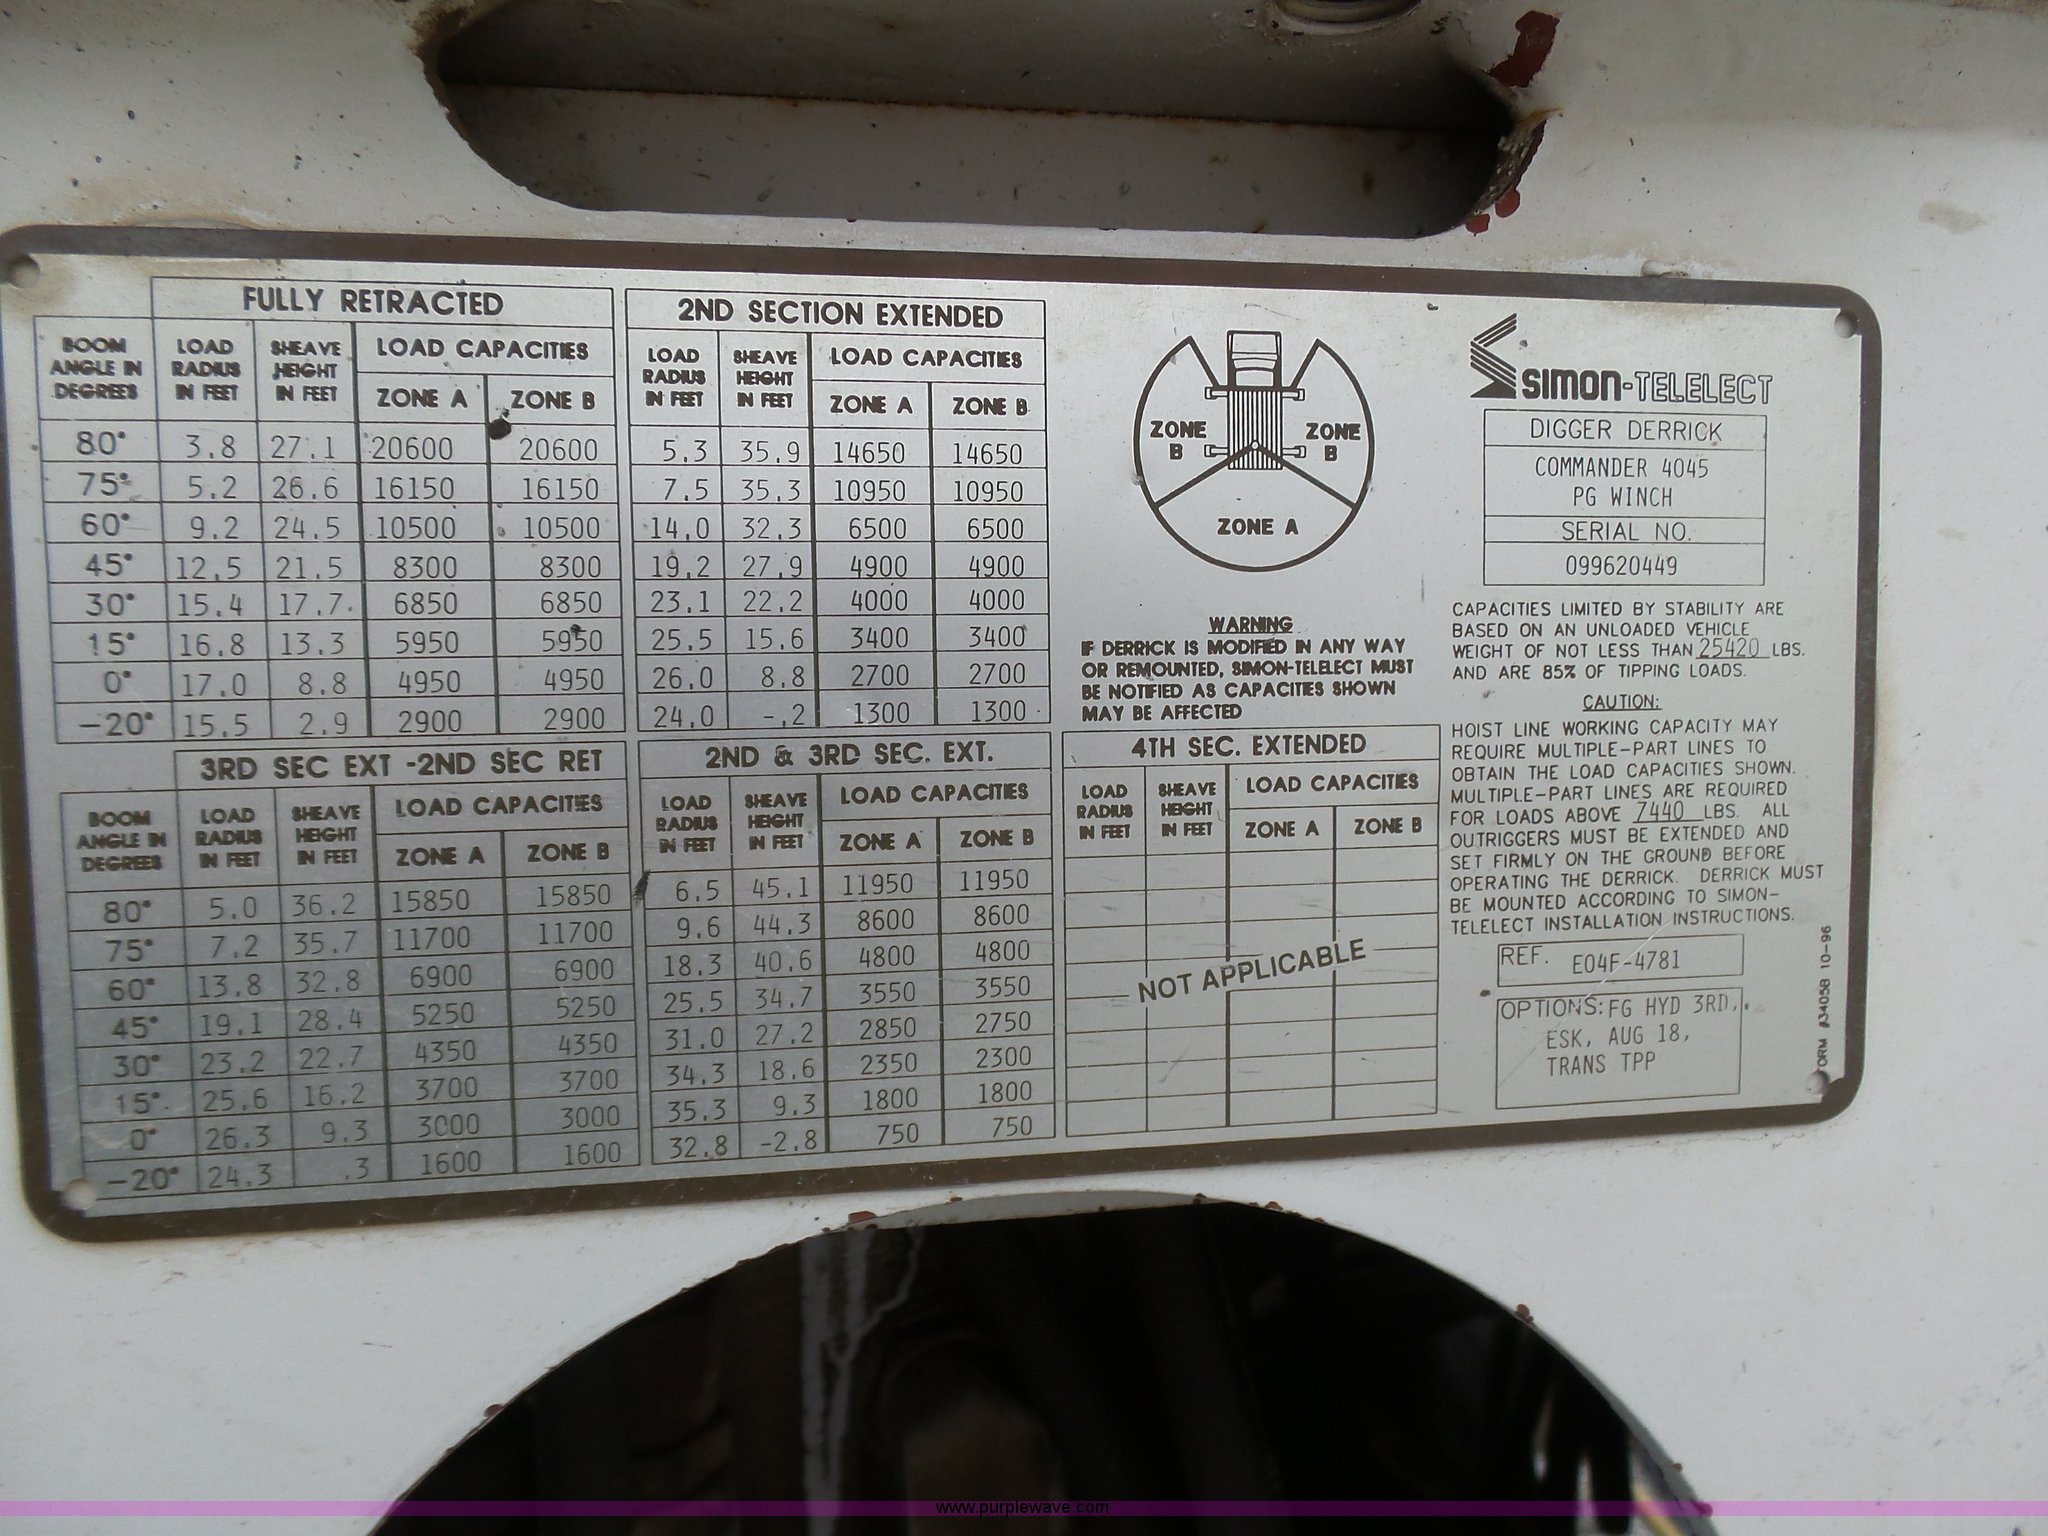 FULLY RETRACTED
BOOM ANGLE IN DEGREES LOAD RADIUS IN FEET SHEAVE HEIGHT IN FEET LOAD CAPACITIES
ZONE A ZONE B
80° 3.8 27.1 20600 20600
75° 5.2 26.6 16150 16150
60° 9.2 24.5 10500 10500
45° 12.5 21.5 8300 8300
30° 15.4 17.7 6850 6850
15° 16.8 13.3 5950 5950
0° 17.0 8.8 4950 4950
-20° 15.5 2.9 2900 2900
2ND SECTION EXTENDED
LOAD RADIUS IN FEET SHEAVE HEIGHT IN FEET LOAD CAPACITIES
ZONE A ZONE B
5.3 35.9 14650 14650
7.5 35.3 10950 10950
14.0 32.3 6500 6500
19.2 27.9 4900 4900
23.1 22.2 4000 4000
25.5 15.6 3400 3400
26.0 8.8 2700 2700
24.0 -.2 1300 1300
3RD SEC EXT -2ND SEC RET
BOOM ANGLE IN DEGREES LOAD RADIUS IN FEET SHEAVE HEIGHT IN FEET LOAD CAPACITIES
ZONE A ZONE B
80° 5.0 36.2 15850 15850
75° 7.2 35.7 11700 11700
60° 13.8 32.8 6900 6900
45° 19.1 28.4 5250 5250
30° 23.2 22.7 4350 4350
15° 25.6 16.2 3700 3700
0° 26.3 9.3 3000 3000
-20° 24.3 .3 1600 1600
2ND & 3RD SEC. EXT.
LOAD RADIUS IN FEET SHEAVE HEIGHT IN FEET LOAD CAPACITIES
ZONE A ZONE B
6.5 45.1 11950 11950
9.6 44.3 8600 8600
18.3 40.6 4800 4800
25.5 34.7 3550 3550
31.0 27.2 2850 2750
34.3 18.6 2350 2300
35.3 9.3 1800 1800
32.8 -2.8 750 750
ZONE B
ZONE B
ZONE A
WARNING
IF DERRICK IS MODIFIED IN ANY WAY
OR REMOUNTED, SIMON-TELELECT MUST
BE NOTIFIED AS CAPACITIES SHOWN
MAY BE AFFECTED
4TH SEC. EXTENDED
LOAD RADIUS IN FEET SHEAVE HEIGHT IN FEET LOAD CAPACITIES
ZONE A ZONE B
NOT APPLICABLE
SIMON-TELELECT
DIGGER DERRICK
COMMANDER 4045
PG WINCH
SERIAL NO.
099620449
CAPACITIES LIMITED BY STABILITY ARE
BASED ON AN UNLOADED VEHICLE
WEIGHT OF NOT LESS THAN 25420 LBS.
AND ARE 85% OF TIPPING LOADS.
CAUTION:
HOIST LINE WORKING CAPACITY MAY
REQUIRE MULTIPLE-PART LINES TO
OBTAIN THE LOAD CAPACITIES SHOWN.
MULTIPLE-PART LINES ARE REQUIRED
FOR LOADS ABOVE 7440 LBS. ALL
OUTRIGGERS MUST BE EXTENDED AND
SET FIRMLY ON THE GROUND BEFORE
OPERATING THE DERRICK. DERRICK MUST
BE MOUNTED ACCORDING TO SIMON-
TELELECT INSTALLATION INSTRUCTIONS.
REF. E04F-4781
OPTIONS: FG HYD 3RD,
ESK, AUG 18,
TRANS TPP
ORM #34058 10-96
www.purplewave.com